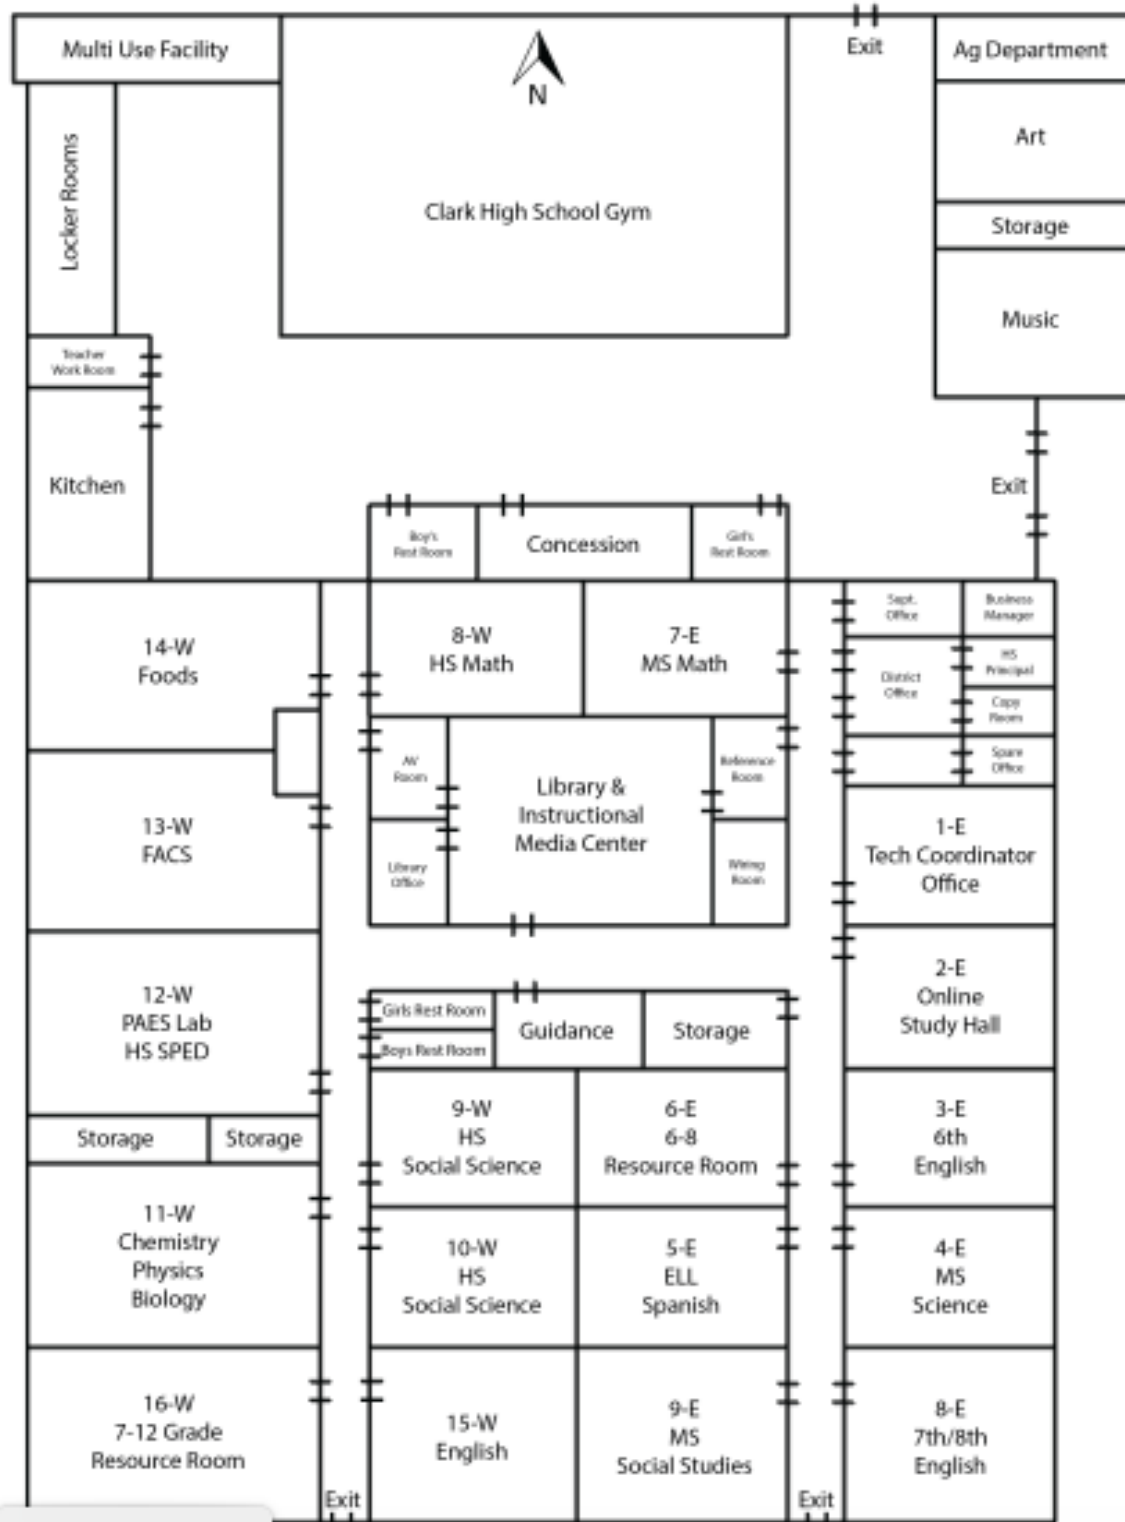 Multi Use Facility
N
Clark High School Gym
Exit
Ag Department
Art
Storage
Music
Locker Rooms
Teacher
Work Room
Kitchen
Exit
Boy's
Rest Room
Concession
Girl's
Rest Room
14-W
Foods
8-W
HS Math
7-E
MS Math
Supt.
Office
Business
Manager
District
Office
HS
Principal
Copy
Room
Spare
Office
13-W
FACS
AV
Room
Library &
Instructional
Media Center
Reference
Room
Library
Office
Wiring
Room
1-E
Tech Coordinator
Office
12-W
PAES Lab
HS SPED
2-E
Online
Study Hall
Girls Rest Room
Boys Rest Room
Guidance
Storage
Storage
Storage
9-W
HS
Social Science
6-E
6-8
Resource Room
3-E
6th
English
11-W
Chemistry
Physics
Biology
10-W
HS
Social Science
5-E
ELL
Spanish
4-E
MS
Science
16-W
7-12 Grade
Resource Room
15-W
English
9-E
MS
Social Studies
8-E
7th/8th
English
Exit
Exit